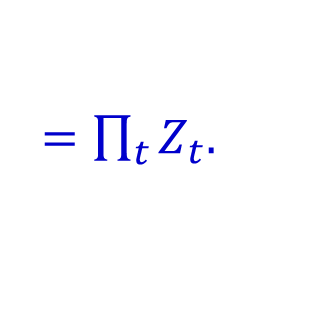 = ∏ₜ Zₜ.